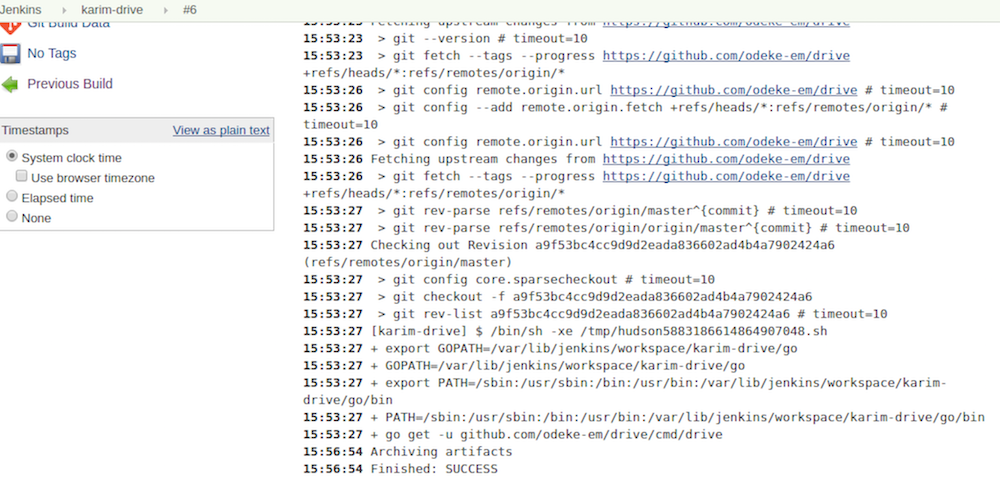 Jenkins karim-drive #6
Git Build Data
No Tags
Previous Build
Timestamps View as plain text
System clock time
Use browser timezone
Elapsed time
None
15:53:23 Fetching upstream changes from https://github.com/odeke-em/drive
15:53:23 > git --version # timeout=10
15:53:23 > git fetch --tags --progress https://github.com/odeke-em/drive
+refs/heads/*:refs/remotes/origin/*
15:53:26 > git config remote.origin.url https://github.com/odeke-em/drive # timeout=10
15:53:26 > git config --add remote.origin.fetch +refs/heads/*:refs/remotes/origin/* #
timeout=10
15:53:26 > git config remote.origin.url https://github.com/odeke-em/drive # timeout=10
15:53:26 Fetching upstream changes from https://github.com/odeke-em/drive
15:53:26 > git fetch --tags --progress https://github.com/odeke-em/drive
+refs/heads/*:refs/remotes/origin/*
15:53:27 > git rev-parse refs/remotes/origin/master^{commit} # timeout=10
15:53:27 > git rev-parse refs/remotes/origin/origin/master^{commit} # timeout=10
15:53:27 Checking out Revision a9f53bc4cc9d9d2eada836602ad4b4a7902424a6
(refs/remotes/origin/master)
15:53:27 > git config core.sparsecheckout # timeout=10
15:53:27 > git checkout -f a9f53bc4cc9d9d2eada836602ad4b4a7902424a6
15:53:27 > git rev-list a9f53bc4cc9d9d2eada836602ad4b4a7902424a6 # timeout=10
15:53:27 [karim-drive] $ /bin/sh -xe /tmp/hudson5883186614864907048.sh
15:53:27 + export GOPATH=/var/lib/jenkins/workspace/karim-drive/go
15:53:27 + GOPATH=/var/lib/jenkins/workspace/karim-drive/go
15:53:27 + export PATH=/sbin:/usr/sbin:/bin:/usr/bin:/var/lib/jenkins/workspace/karim-
drive/go/bin
15:53:27 + PATH=/sbin:/usr/sbin:/bin:/usr/bin:/var/lib/jenkins/workspace/karim-drive/go/bin
15:53:27 + go get -u github.com/odeke-em/drive/cmd/drive
15:56:54 Archiving artifacts
15:56:54 Finished: SUCCESS